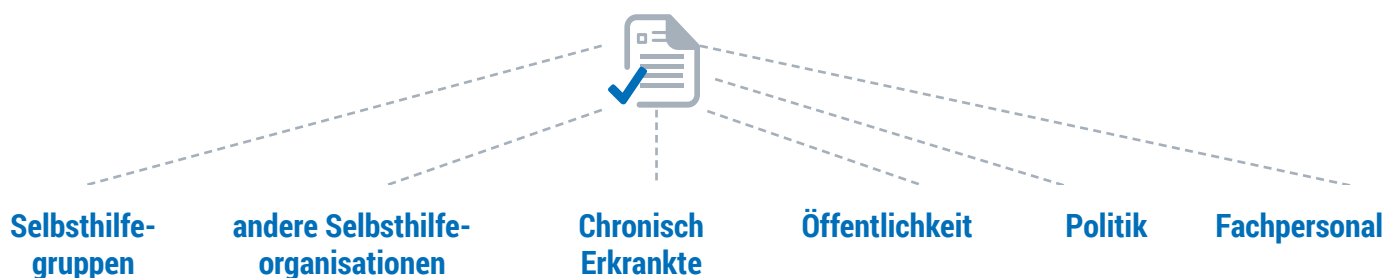 Selbsthilfe-
gruppen
andere Selbsthilfe-
organisationen
Chronisch
Erkrankte
Öffentlichkeit
Politik
Fachpersonal